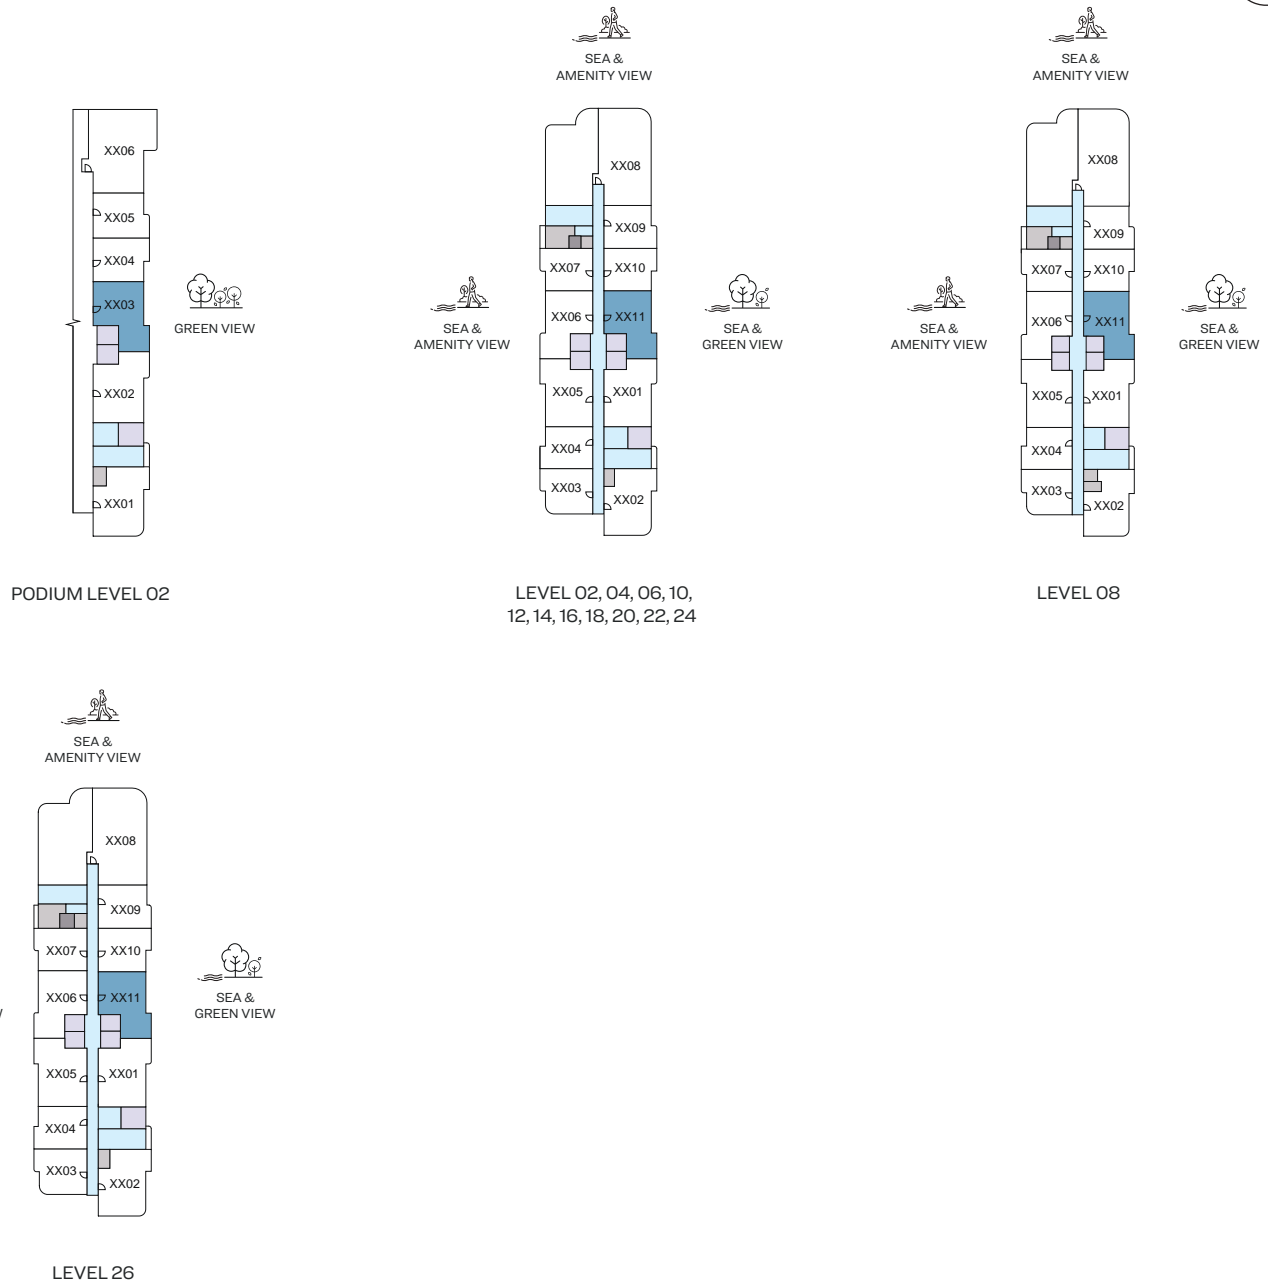 SEA &
AMENITY VIEW
SEA &
AMENITY VIEW
XX06
XX05
XX04
XX03
XX02
XX01
GREEN VIEW
PODIUM LEVEL 02
SEA &
AMENITY VIEW
XX08
XX09
XX07
XX10
XX06
XX11
XX05
XX01
XX04
XX03
XX02
SEA &
GREEN VIEW
LEVEL 02, 04, 06, 10,
12, 14, 16, 18, 20, 22, 24
SEA &
AMENITY VIEW
XX08
XX09
XX07
XX10
XX06
XX11
XX05
XX01
XX04
XX03
XX02
SEA &
GREEN VIEW
LEVEL 08
SEA &
AMENITY VIEW
XX08
XX09
XX07
XX10
XX06
XX11
XX05
XX01
XX04
XX03
XX02
SEA &
GREEN VIEW
LEVEL 26